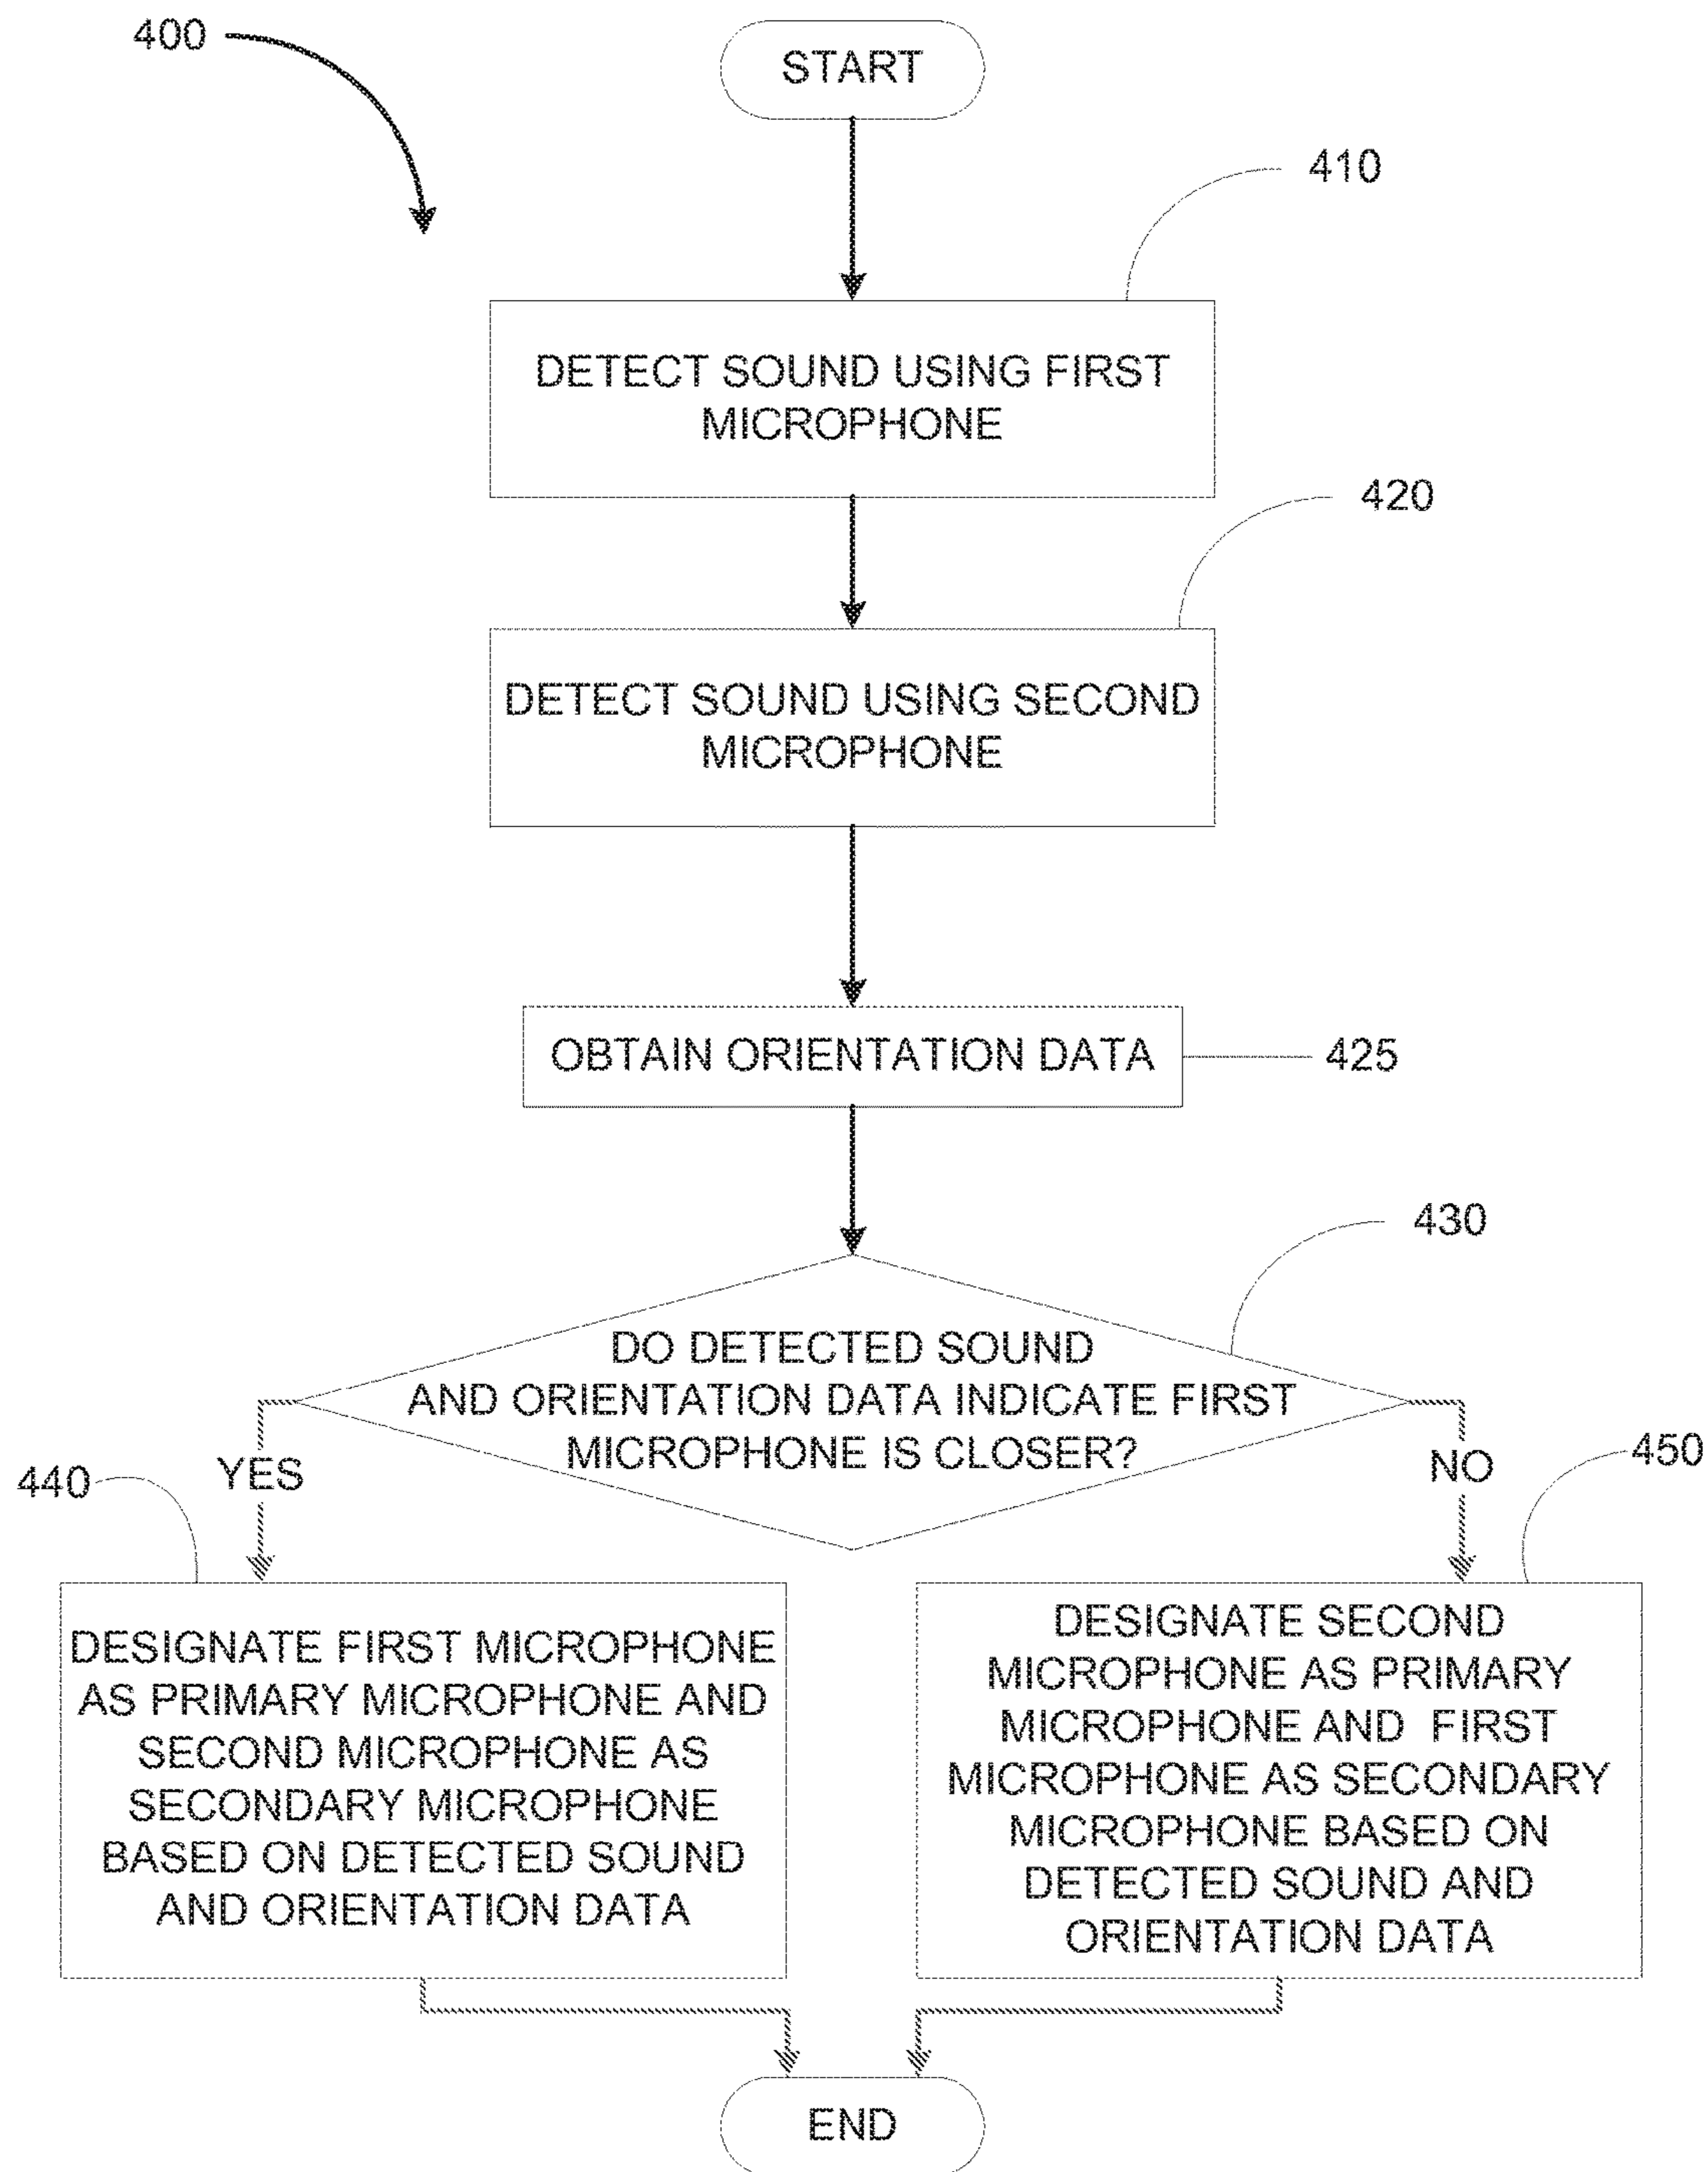 400
START
410
DETECT SOUND USING FIRST
MICROPHONE
420
DETECT SOUND USING SECOND
MICROPHONE
OBTAIN ORIENTATION DATA
425
430
DO DETECTED SOUND
AND ORIENTATION DATA INDICATE FIRST
MICROPHONE IS CLOSER?
YES
NO
440
450
DESIGNATE FIRST MICROPHONE
AS PRIMARY MICROPHONE AND
SECOND MICROPHONE AS
SECONDARY MICROPHONE
BASED ON DETECTED SOUND
AND ORIENTATION DATA
DESIGNATE SECOND
MICROPHONE AS PRIMARY
MICROPHONE AND FIRST
MICROPHONE AS SECONDARY
MICROPHONE BASED ON
DETECTED SOUND AND
ORIENTATION DATA
END